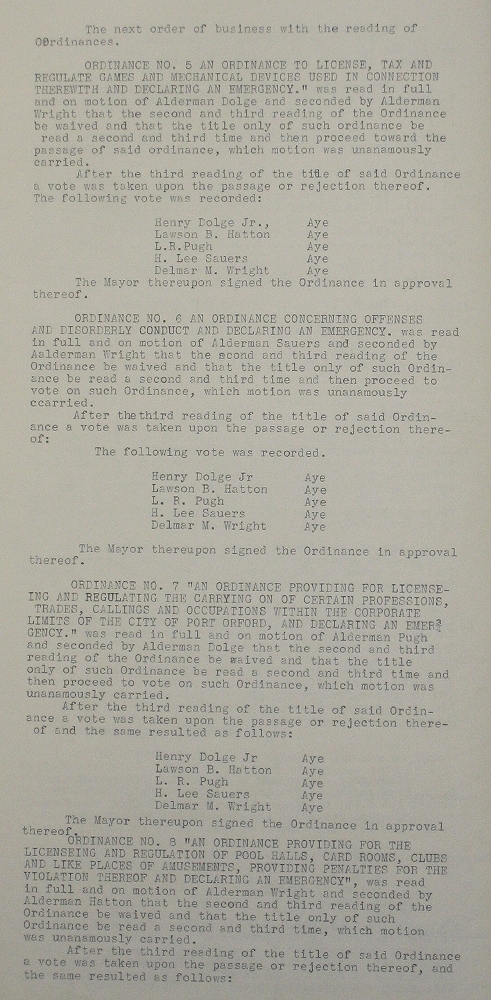 The next order of business with the reading of
O0rdinances.
ORDINANCE NO. 5 AN ORDINANCE TO LICENSE, TAX AND
REGULATE GAMES AND MECHANICAL DEVICES USED IN CONNECTION
THEREWITH AND DECLARING AN EMERGENCY." was read in full
and on motion of Alderman Dolge and seconded by Alderman
Wright that the second and third reading of the Ordinance
be waived and that the title only of such ordinance be
read a second and third time and then proceed toward the
passage of said ordinance, which motion was unanamously
carried.
After the third reading of the title of said Ordinance
a vote was taken upon the passage or rejection thereof.
The following vote was recorded:
Henry Dolge Jr., Aye
Lawson B. Hatton Aye
L.R.Pugh Aye
H. Lee Sauers Aye
Delmar M. Wright Aye
The Mayor thereupon signed the Ordinance in approval
thereof.
ORDINANCE NO. 6 AN ORDINANCE CONCERNING OFFENSES
AND DISORDERLY CONDUCT AND DECLARING AN EMERGENCY. was read
in full and on motion of Alderman Sauers and seconded by
Aalderman Wright that the second and third reading of the
Ordinance be waived and that the title only of such Ordin-
ance be read a second and third time and then proceed to
vote on such Ordinance, which motion was unanamously
ccarried.
After the third reading of the title of said Ordin-
ance a vote was taken upon the passage or rejection there-
of:
The following vote was recorded.
Henry Dolge Jr Aye
Lawson B. Hatton Aye
L. R. Pugh Aye
H. Lee Sauers Aye
Delmar M. Wright Aye
The Mayor thereupon signed the Ordinance in approval
thereof.
ORDINANCE NO. 7 "AN ORDINANCE PROVIDING FOR LICENSE-
ING AND REGULATING THE CARRYING ON OF CERTAIN PROFESSIONS,
TRADES, CALLINGS AND OCCUPATIONS WITHIN THE CORPORATE
LIMITS OF THE CITY OF PORT ORFORD, AND DECLARING AN EMER-
GENCY." was read in full and on motion of Alderman Pugh
and seconded by Alderman Dolge that the second and third
reading of the Ordinance be waived and that the title
only of such Ordinance be read a second and third time and
then proceed to vote on such Ordinance, which motion was
unanamously carried.
After the third reading of the title of said Ordin-
ance a vote was taken upon the passage or rejection there-
of and the same resulted as follows:
Henry Dolge Jr Aye
Lawson B. Hatton Aye
L. R. Pugh Aye
H. Lee Sauers Aye
Delmar M. Wright Aye
The Mayor thereupon signed the Ordinance in approval
thereof.
ORDINANCE NO. 8 "AN ORDINANCE PROVIDING FOR THE
LICENSEING AND REGULATION OF POOL HALLS, CARD ROOMS, CLUBS
AND LIKE PLACES OF AMUSEMENTS, PROVIDING PENALTIES FOR THE
VIOLATION THEREOF AND DECLARING AN EMERGENCY", was read
in full and on motion of Alderman Wright and seconded by
Alderman Hatton that the second and third reading of the
Ordinance be waived and that the title only of such
Ordinance be read a second and third time, which motion
was unanamously carried.
After the third reading of the title of said Ordinance
a vote was taken upon the passage or rejection thereof, and
the same resulted as follows: